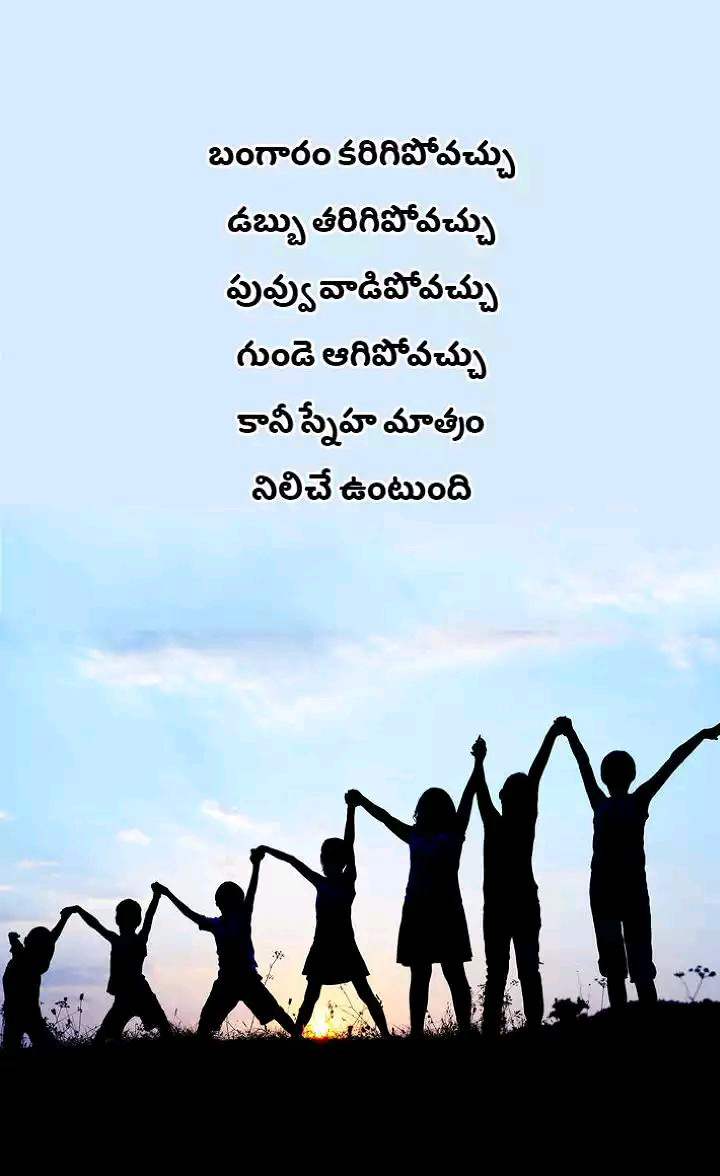 బంగారం కరిగిపోవచ్చు
డబ్బు తరిగిపోవచ్చు
పువ్వు వాడిపోవచ్చు
గుండె ఆగిపోవచ్చు
కానీ స్నేహ మాత్రం
నిలిచే ఉంటుంది